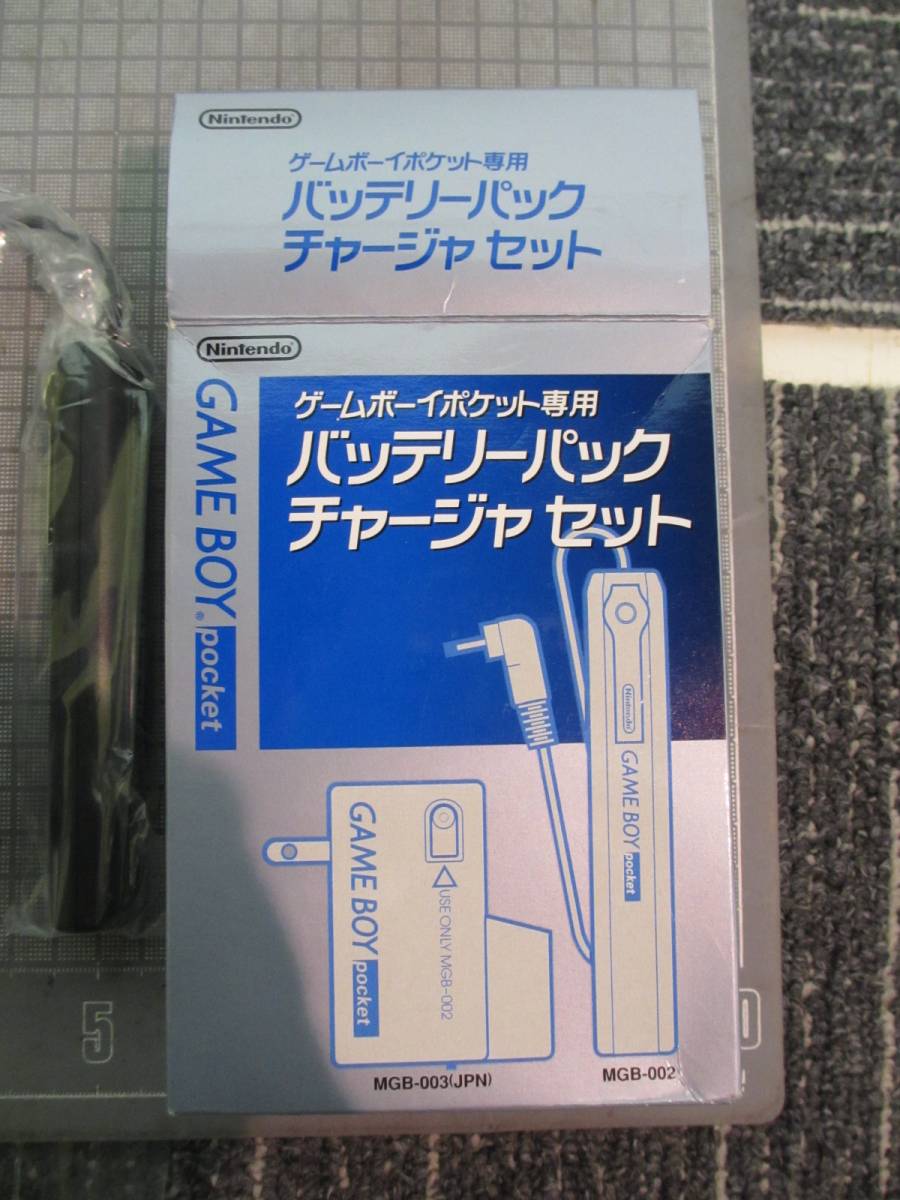 Nintendo
ゲームボーイポケット専用
バッテリーパック
チャージャ セット
Nintendo
GAME BOY® pocket
ゲームボーイポケット専用
バッテリーパック
チャージャ セット
Nintendo
GAME BOY pocket
GAME BOY pocket
USE ONLY MGB-002
MGB-003(JPN)
MGB-002
5